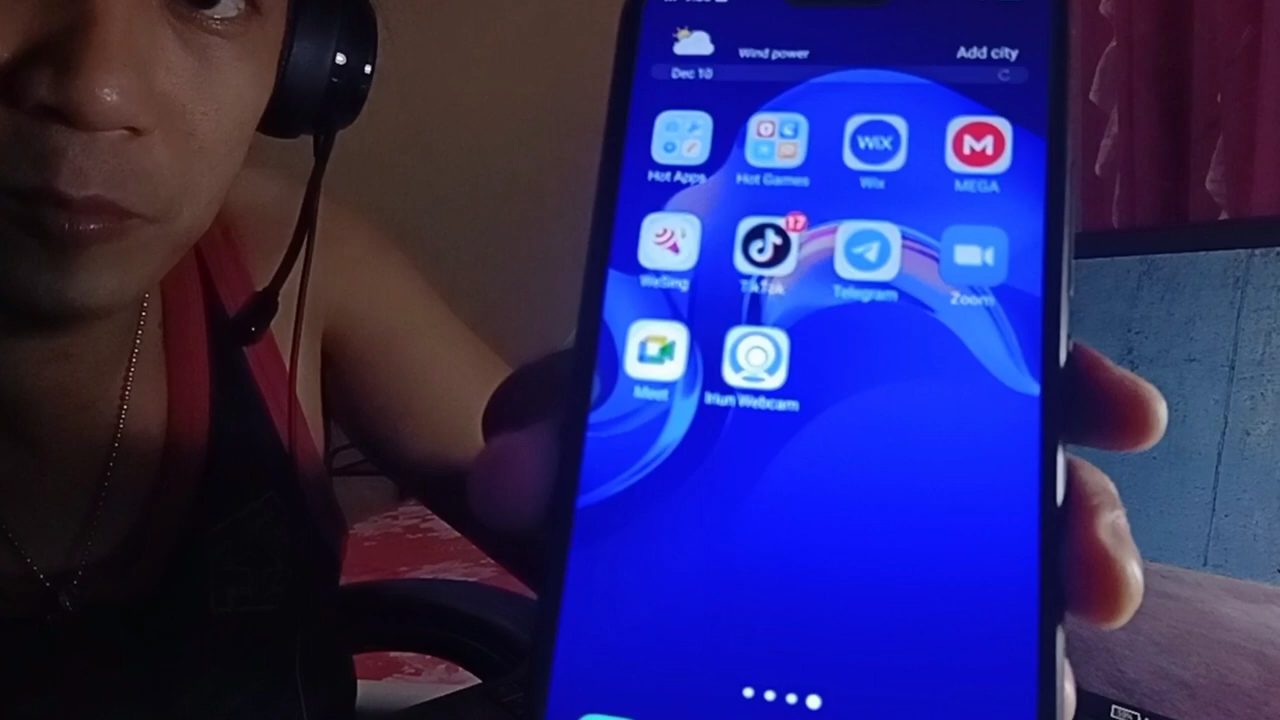 Wind power
Add city
Dec 10
Hot Apps
Hot Games
WiX
Wix
MEGA
WeSing
17
TikTok
Telegram
Zoom
Meet
Iriun Webcam